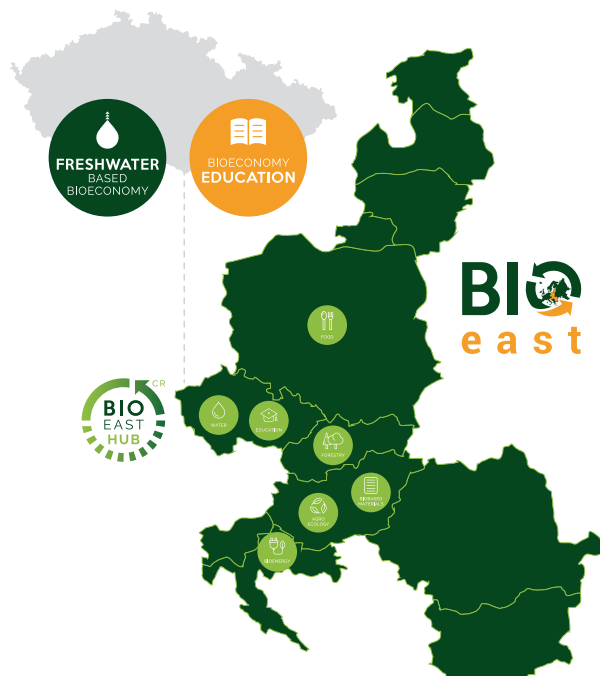 FRESHWATER
BASED
BIOECONOMY
BIOECONOMY
EDUCATION
BIO
east
FOOD
CR
BIO
EAST
HUB
WATER
EDUCATION
FORESTRY
BIOBASED
MATERIALS
AGRO
ECOLOGY
BIOENERGY